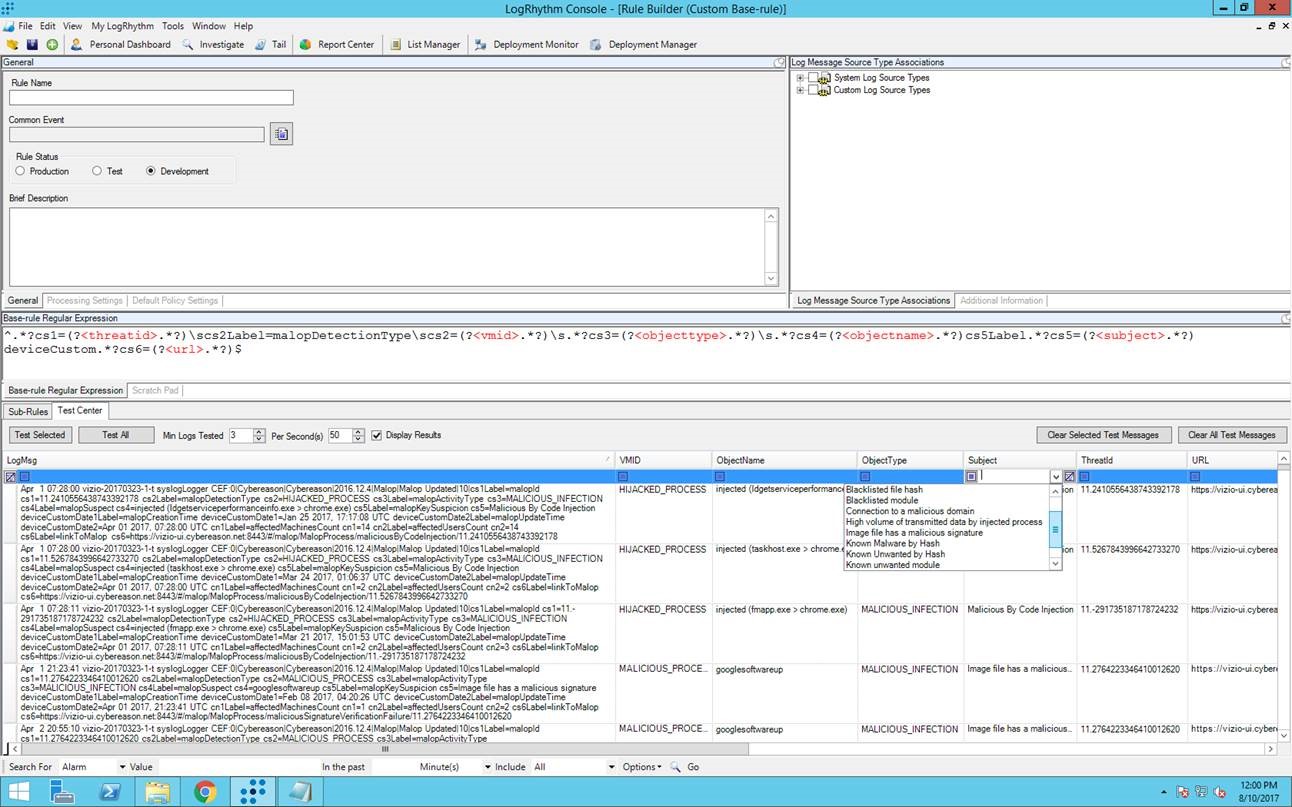 LogRhythm Console - [Rule Builder (Custom Base-rule)]
File Edit View My LogRhythm Tools Window Help
Personal Dashboard Investigate Tail Report Center List Manager Deployment Monitor Deployment Manager
General
Rule Name
Common Event
Rule Status
Production Test Development
Brief Description
General Processing Settings Default Policy Settings
Log Message Source Type Associations
System Log Source Types
Custom Log Source Types
Log Message Source Type Associations Additional Information
Base-rule Regular Expression
^.*?cs1=(?<threatid>.*?)\scs2Label=malopDetectionType\scs2=(?<vmid>.*?)\s.*?cs3=(?<objecttype>.*?)\s.*?cs4=(?<objectname>.*?)cs5Label.*?cs5=(?<subject>.*?)
deviceCustom.*?cs6=(?<url>.*?)$
Base-rule Regular Expression Scratch Pad
Sub-Rules Test Center
Test Selected Test All Min Logs Tested 3 Per Second(s) 50 Display Results Clear Selected Test Messages Clear All Test Messages
LogMsg VMID ObjectName ObjectType Subject ThreatId URL
Blacklisted file hash
Blacklisted module
Connection to a malicious domain
High volume of transmitted data by injected process
Image file has a malicious signature
Known Malware by Hash
Known Unwanted by Hash
Known unwanted module
Apr 1 07:28:00 vizio-20170323-1-t syslogLogger CEF:0|Cybereason|Cybereason|2016.12.4|Malop|Malop Updated|10|cs1Label=malopId
cs1=11.2410556438743392178 cs2Label=malopDetectionType cs2=HIJACKED_PROCESS cs3Label=malopActivityType cs3=MALICIOUS_INFECTION
cs4Label=malopSuspect cs4=injected (ldgetserviceperformanceinfo.exe > chrome.exe) cs5Label=malopKeySuspicion cs5=Malicious By Code Injection
deviceCustomDate1Label=malopCreationTime deviceCustomDate1=Jan 25 2017, 17:17:08 UTC deviceCustomDate2Label=malopUpdateTime
deviceCustomDate2=Apr 01 2017, 07:28:00 UTC cn1Label=affectedMachinesCount cn1=14 cn2Label=affectedUsersCount cn2=14
cs6Label=linkToMalop cs6=https://vizio-ui.cybereason.net:8443/#/malop/MalopProcess/maliciousByCodeInjection/11.2410556438743392178
HIJACKED_PROCESS injected (ldgetserviceperformance ion 11.2410556438743392178 https://vizio-ui.cyberea
Apr 1 07:28:00 vizio-20170323-1-t syslogLogger CEF:0|Cybereason|Cybereason|2016.12.4|Malop|Malop Updated|10|cs1Label=malopId
cs1=11.5267843996642733270 cs2Label=malopDetectionType cs2=HIJACKED_PROCESS cs3Label=malopActivityType cs3=MALICIOUS_INFECTION
cs4Label=malopSuspect cs4=injected (taskhost.exe > chrome.exe) cs5Label=malopKeySuspicion cs5=Malicious By Code Injection
deviceCustomDate1Label=malopCreationTime deviceCustomDate1=Mar 24 2017, 01:06:37 UTC deviceCustomDate2Label=malopUpdateTime
deviceCustomDate2=Apr 01 2017, 07:28:00 UTC cn1Label=affectedMachinesCount cn1=2 cn2Label=affectedUsersCount cn2=2 cs6Label=linkToMalop
cs6=https://vizio-ui.cybereason.net:8443/#/malop/MalopProcess/maliciousByCodeInjection/11.5267843996642733270
HIJACKED_PROCESS injected (taskhost.exe > chrome.e ion 11.5267843996642733270 https://vizio-ui.cyberea
Apr 1 07:28:11 vizio-20170323-1-t syslogLogger CEF:0|Cybereason|Cybereason|2016.12.4|Malop|Malop Updated|10|cs1Label=malopId cs1=11.-
291735187178724232 cs2Label=malopDetectionType cs2=HIJACKED_PROCESS cs3Label=malopActivityType cs3=MALICIOUS_INFECTION
cs4Label=malopSuspect cs4=injected (fmapp.exe > chrome.exe) cs5Label=malopKeySuspicion cs5=Malicious By Code Injection
deviceCustomDate1Label=malopCreationTime deviceCustomDate1=Mar 21 2017, 15:01:53 UTC deviceCustomDate2Label=malopUpdateTime
deviceCustomDate2=Apr 01 2017, 07:28:11 UTC cn1Label=affectedMachinesCount cn1=2 cn2Label=affectedUsersCount cn2=3 cs6Label=linkToMalop
cs6=https://vizio-ui.cybereason.net:8443/#/malop/MalopProcess/maliciousByCodeInjection/11.-291735187178724232
HIJACKED_PROCESS injected (fmapp.exe > chrome.exe) MALICIOUS_INFECTION Malicious By Code Injection 11.-291735187178724232 https://vizio-ui.cyberea
Apr 1 21:23:41 vizio-20170323-1-t syslogLogger CEF:0|Cybereason|Cybereason|2016.12.4|Malop|Malop Updated|10|cs1Label=malopId
cs1=11.2764223346410012620 cs2Label=malopDetectionType cs2=MALICIOUS_PROCESS cs3Label=malopActivityType
cs3=MALICIOUS_INFECTION cs4Label=malopSuspect cs4=googlesoftwareup cs5Label=malopKeySuspicion cs5=Image file has a malicious signature
deviceCustomDate1Label=malopCreationTime deviceCustomDate1=Feb 08 2017, 04:20:26 UTC deviceCustomDate2Label=malopUpdateTime
deviceCustomDate2=Apr 01 2017, 21:23:41 UTC cn1Label=affectedMachinesCount cn1=1 cn2Label=affectedUsersCount cn2=2 cs6Label=linkToMalop
cs6=https://vizio-ui.cybereason.net:8443/#/malop/MalopProcess/maliciousSignatureVerificationFailure/11.2764223346410012620
MALICIOUS_PROCE... googlesoftwareup MALICIOUS_INFECTION Image file has a malicious... 11.2764223346410012620 https://vizio-ui.cyberea
Apr 2 20:55:10 vizio-20170323-1-t syslogLogger CEF:0|Cybereason|Cybereason|2016.12.4|Malop|Malop Updated|10|cs1Label=malopId
cs1=11.2764223346410012620 cs2Label=malopDetectionType cs2=MALICIOUS_PROCESS cs3Label=malopActivityType
MALICIOUS_PROCE... googlesoftwareup MALICIOUS_INFECTION Image file has a malicious... 11.2764223346410012620 https://vizio-ui.cyberea
Search For Alarm Value In the past Minute(s) Include All Options Go
12:00 PM
8/10/2017